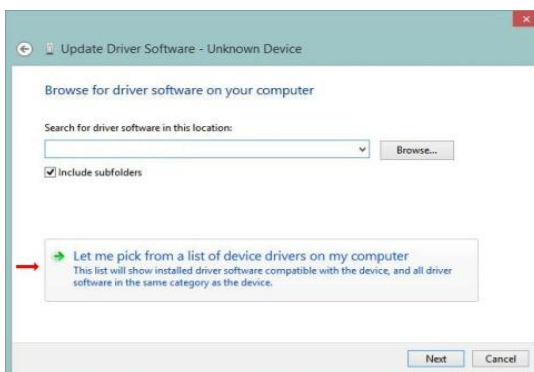 Update Driver Software - Unknown Device
Browse for driver software on your computer
Search for driver software in this location:
Browse...
Include subfolders
Let me pick from a list of device drivers on my computer
This list will show installed driver software compatible with the device, and all driver
software in the same category as the device.
Next Cancel